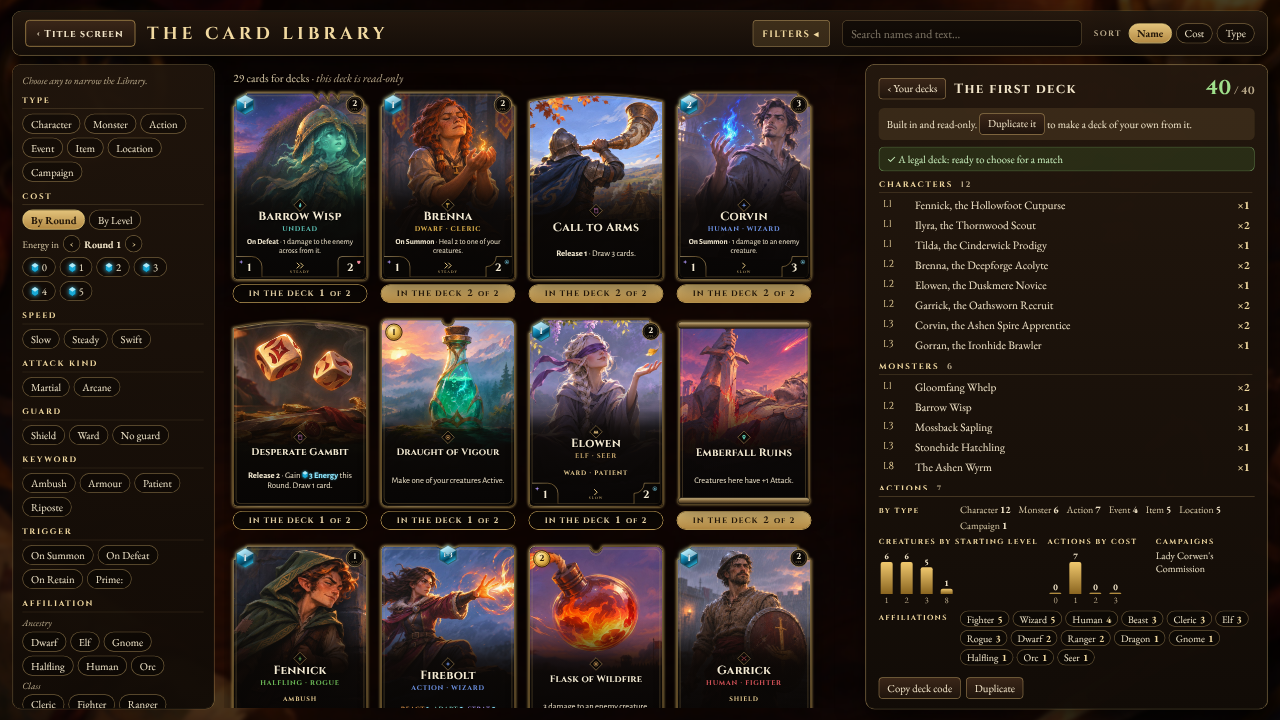 ‹ Title screen
The Card Library
Filters ◂
Search names and text...
Sort
Name
Cost
Type
Choose any to narrow the Library.
Type
Character
Monster
Action
Event
Item
Location
Campaign
Cost
By Round
By Level
Energy in ‹ Round 1 ›
0
1
2
3
4
5
Speed
Slow
Steady
Swift
Attack kind
Martial
Arcane
Guard
Shield
Ward
No guard
Keyword
Ambush
Armour
Patient
Riposte
Trigger
On Summon
On Defeat
On Retain
Prime:
Affiliation
Ancestry
Dwarf
Elf
Gnome
Halfling
Human
Orc
Class
Cleric
Fighter
Ranger
29 cards for decks · this deck is read-only
1
2
Barrow Wisp
Undead
On Defeat · 1 damage to the enemy
across from it.
1
Steady
2
In the deck 1 of 2
1
2
Brenna
Dwarf · Cleric
On Summon · Heal 2 to one of your
creatures.
1
Steady
2
In the deck 2 of 2
Call to Arms
Release 1 · Draw 3 cards.
In the deck 2 of 2
2
3
Corvin
Human · Wizard
On Summon · 1 damage to an enemy
creature.
1
Slow
3
In the deck 2 of 2
Desperate Gambit
Release 2 · Gain 3 Energy this
Round. Draw 1 card.
In the deck 1 of 2
1
Draught of Vigour
Make one of your creatures Active.
In the deck 1 of 2
1
2
Elowen
Elf · Seer
Ward · Patient
1
Slow
2
In the deck 1 of 2
Emberfall Ruins
Creatures here have +1 Attack.
In the deck 2 of 2
1
1
Fennick
Halfling · Rogue
Ambush
Firebolt
Action · Wizard
2
Flask of Wildfire
3 damage to an enemy creature.
1
2
Garrick
Human · Fighter
Shield
‹ Your decks
The First Deck
40 / 40
Built in and read-only. Duplicate it to make a deck of your own from it.
✓ A legal deck: ready to choose for a match
Characters 12
L1 Fennick, the Hollowfoot Cutpurse ×1
L1 Ilyra, the Thornwood Scout ×2
L1 Tilda, the Cinderwick Prodigy ×1
L2 Brenna, the Deepforge Acolyte ×2
L2 Elowen, the Duskmere Novice ×1
L2 Garrick, the Oathsworn Recruit ×2
L3 Corvin, the Ashen Spire Apprentice ×2
L3 Gorran, the Ironhide Brawler ×1
Monsters 6
L1 Gloomfang Whelp ×2
L2 Barrow Wisp ×1
L3 Mossback Sapling ×1
L3 Stonehide Hatchling ×1
L8 The Ashen Wyrm ×1
Actions 7
By type
Character 12 Monster 6 Action 7 Event 4 Item 5 Location 5
Campaign 1
Creatures by starting level
6 6 5 1
1 2 3 8
Actions by cost
0 7 0 0
0 1 2 3
Campaigns
Lady Corwen's
Commission
Affiliations
Fighter 5 Wizard 5 Human 4 Beast 3 Cleric 3 Elf 3
Rogue 3 Dwarf 2 Ranger 2 Dragon 1 Gnome 1
Halfling 1 Orc 1 Seer 1
Copy deck code
Duplicate